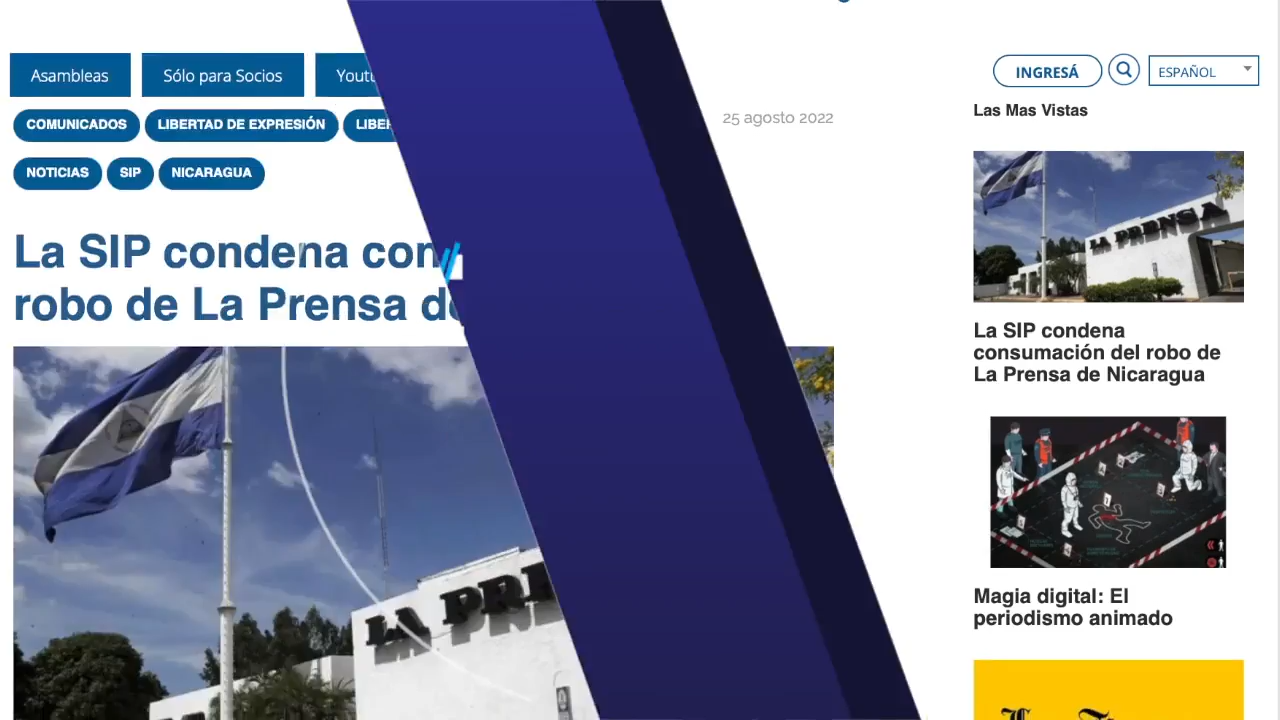 Asambleas
Sólo para Socios
INGRESÁ
ESPAÑOL
COMUNICADOS
LIBERTAD DE EXPRESIÓN
25 agosto 2022
NOTICIAS
SIP
NICARAGUA
La SIP condena
robo de La Prensa
LA
Las Mas Vistas
LA PRENSA
La SIP condena
consumación del robo de
La Prensa de Nicaragua
Magia digital: El
periodismo animado